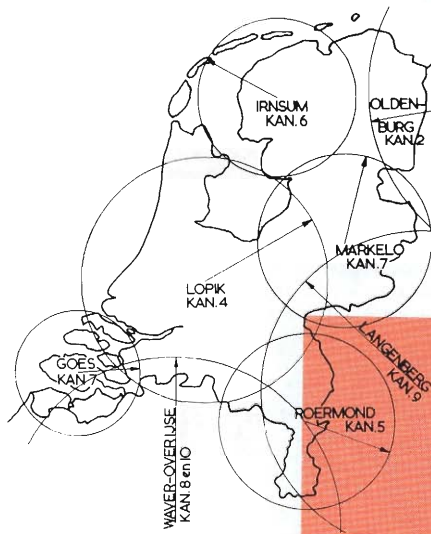 IRNSUM
KAN.6
OLDEN-
BURG
KAN.2
MARKELO
KAN.7
LOPIK
KAN.4
LANGENBERG
KAN.9
GOES
KAN.7
ROERMOND
KAN.5
WAVER-OVERIJSE
KAN. 8 en 10